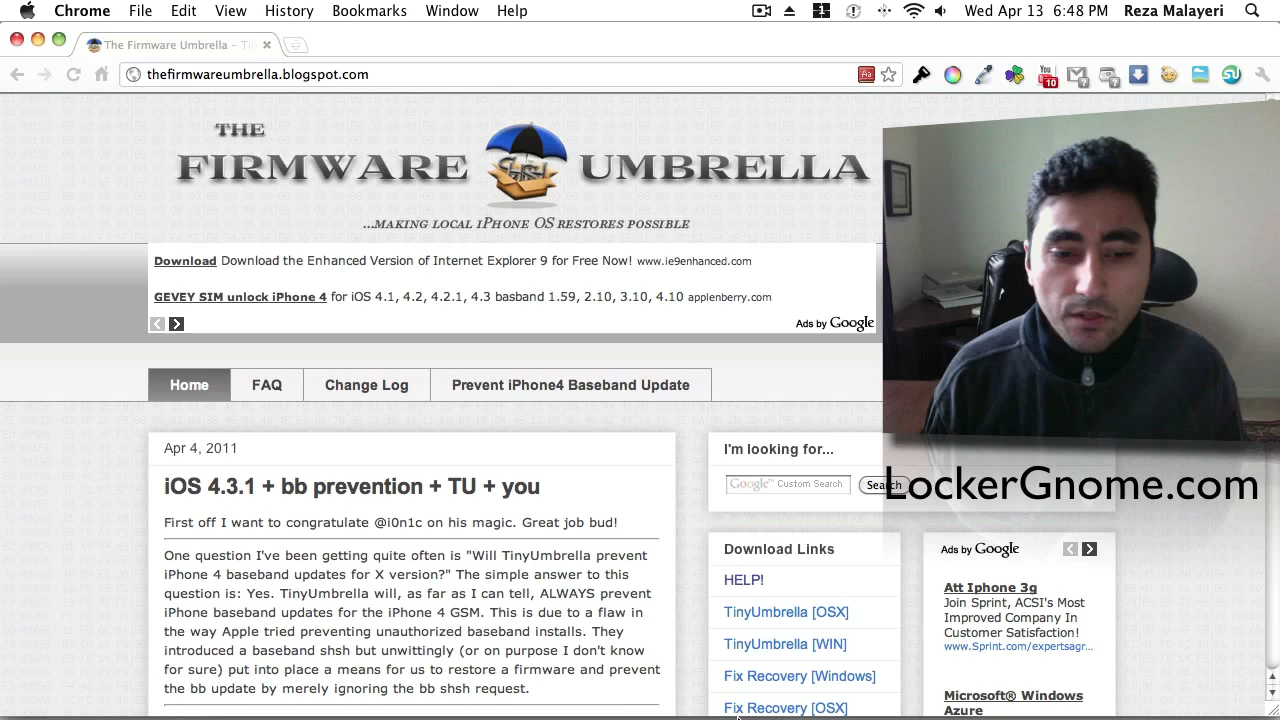 Chrome File Edit View History Bookmarks Window Help
1
Wed Apr 13 6:48 PM Reza Malayeri
The Firmware Umbrella – Ti
thefirmwareumbrella.blogspot.com
Aa
You
10
?
?
THE
FIRMWARE UMBRELLA
SHSH
...MAKING LOCAL IPHONE OS RESTORES POSSIBLE
Download Download the Enhanced Version of Internet Explorer 9 for Free Now! www.ie9enhanced.com
GEVEY SIM unlock iPhone 4 for iOS 4.1, 4.2, 4.2.1, 4.3 basband 1.59, 2.10, 3.10, 4.10 applenberry.com
Ads by Google
Home FAQ Change Log Prevent iPhone4 Baseband Update
Apr 4, 2011
iOS 4.3.1 + bb prevention + TU + you
First off I want to congratulate @i0n1c on his magic. Great job bud!
One question I've been getting quite often is "Will TinyUmbrella prevent
iPhone 4 baseband updates for X version?" The simple answer to this
question is: Yes. TinyUmbrella will, as far as I can tell, ALWAYS prevent
iPhone baseband updates for the iPhone 4 GSM. This is due to a flaw in
the way Apple tried preventing unauthorized baseband installs. They
introduced a baseband shsh but unwittingly (or on purpose I don't know
for sure) put into place a means for us to restore a firmware and prevent
the bb update by merely ignoring the bb shsh request.
I'm looking for...
Google™ Custom Search
Search
LockerGnome.com
Download Links
HELP!
TinyUmbrella [OSX]
TinyUmbrella [WIN]
Fix Recovery [Windows]
Fix Recovery [OSX]
Ads by Google
Att Iphone 3g
Join Sprint, ACSI's Most
Improved Company In
Customer Satisfaction!
www.Sprint.com/expertsagr...
Microsoft® Windows
Azure